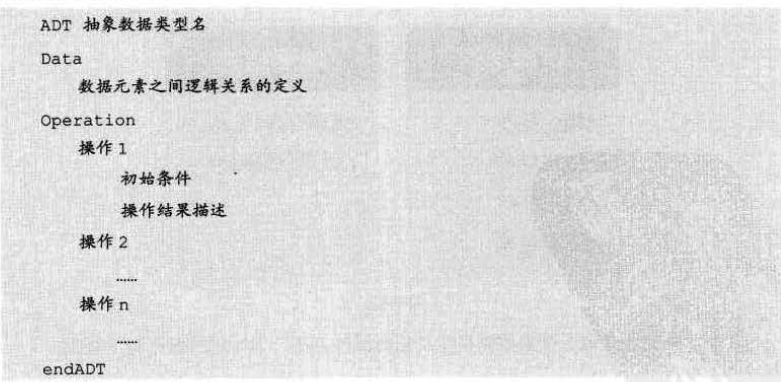 ADT 抽象数据类型名
Data
数据元素之间逻辑关系的定义
Operation
操作1
初始条件
操作结果描述
操作2
……
操作n
……
endADT